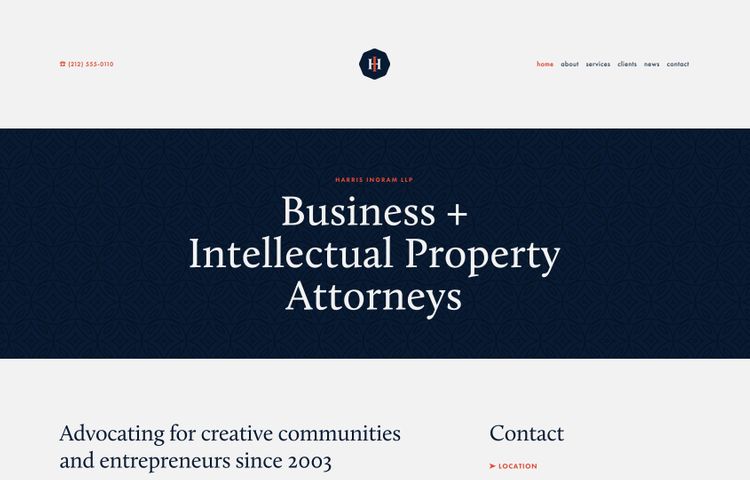 ☎ (212) 555-0110
HI
home about services clients news contact
HARRIS INGRAM LLP
Business +
Intellectual Property
Attorneys
Advocating for creative communities
and entrepreneurs since 2003
Contact
➤ LOCATION